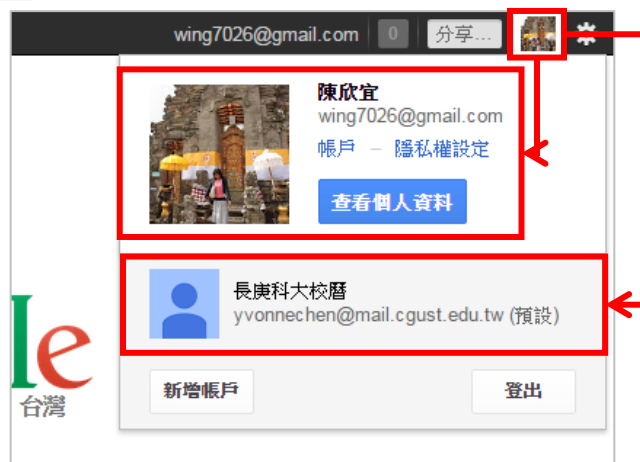 wing7026@gmail.com 0 分享...
陳欣宜
wing7026@gmail.com
帳戶 – 隱私權設定
查看個人資料
長庚科大校曆
yvonnechen@mail.cgust.edu.tw (預設)
le
台灣
新增帳戶 登出